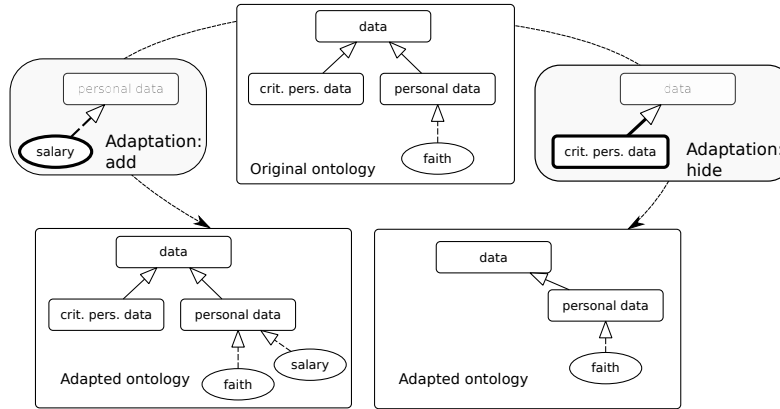 data
crit. pers. data
personal data
faith
Original ontology
personal data
salary
Adaptation:
add
data
crit. pers. data
Adaptation:
hide
data
crit. pers. data
personal data
salary
faith
Adapted ontology
data
personal data
faith
Adapted ontology